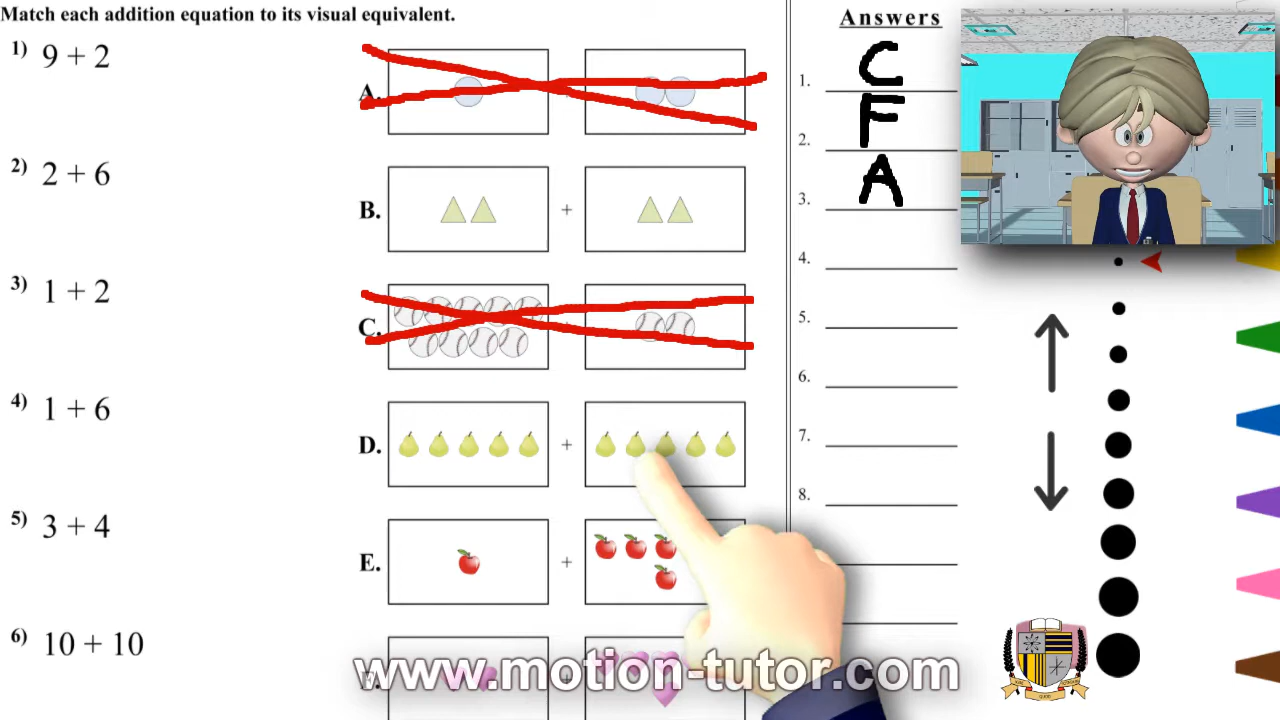 Match each addition equation to its visual equivalent.
Answers
1) 9 + 2
A.
1. C
2) 2 + 6
B. +
2. F
3) 1 + 2
C.
3. A
4) 1 + 6
D. +
4.
5) 3 + 4
E. +
5.
6) 10 + 10
6.
7.
8.
www.motion-tutor.com